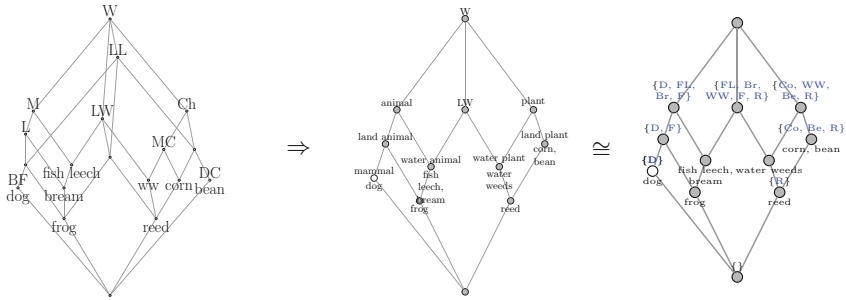 W
LL
M
LW
Ch
L
MC
fish leech
BF
DC
dog
bream
ww
corn
bean
frog
reed
⇒
W
animal
LW
plant
land animal
land plant
corn,
bean
water animal
water plant
mammal
dog
fish
leech,
bream
water
weeds
frog
reed
≅
{D, FL,
Br, F}
{FL, Br,
WW, F, R}
{Co, WW,
Be, R}
{D, F}
{Co, Be, R}
corn, bean
{D}
dog
fish leech,
bream
water weeds
{R}
frog
reed
{}